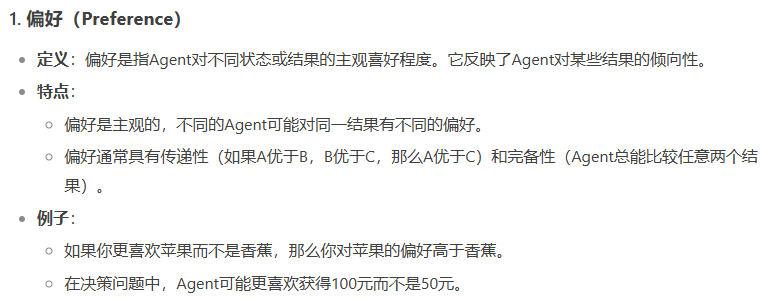 1. 偏好（Preference）
定义：偏好是指Agent对不同状态或结果的主观喜好程度。它反映了Agent对某些结果的倾向性。
特点：
偏好是主观的，不同的Agent可能对同一结果有不同的偏好。
偏好通常具有传递性（如果A优于B，B优于C，那么A优于C）和完备性（Agent总能比较任意两个结
果）。
例子：
如果你更喜欢苹果而不是香蕉，那么你对苹果的偏好高于香蕉。
在决策问题中，Agent可能更喜欢获得100元而不是50元。